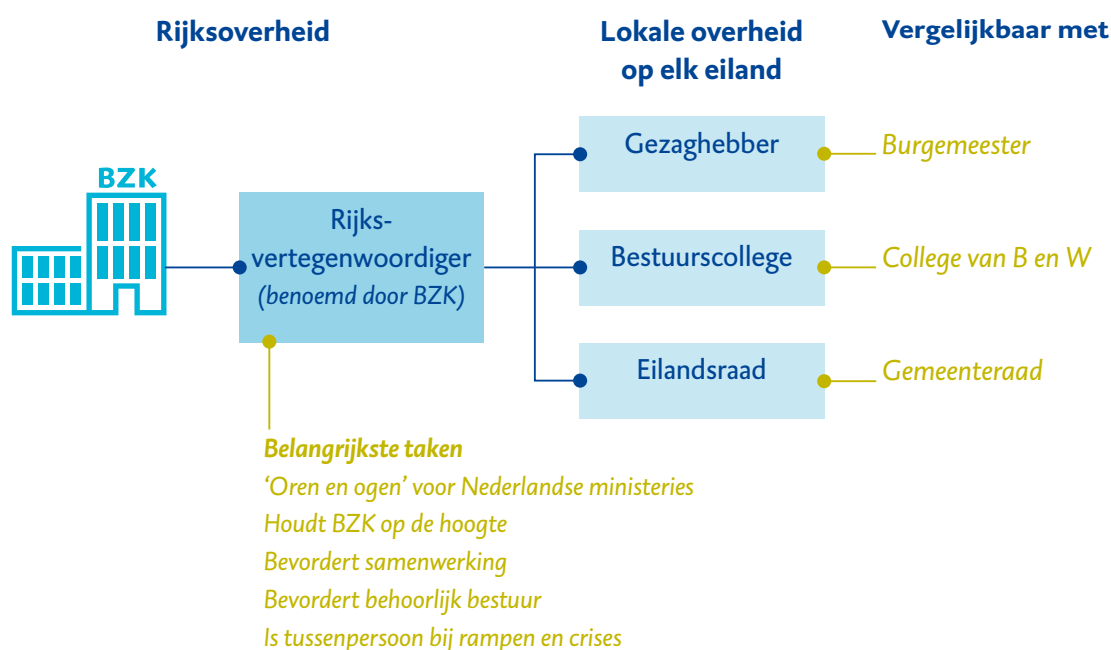 Rijksoverheid
Lokale overheid
op elk eiland
Vergelijkbaar met
BZK
Rijks-
vertegenwoordiger
(benoemd door BZK)
Gezaghebber
Burgemeester
Bestuurscollege
College van B en W
Eilandsraad
Gemeenteraad
Belangrijkste taken
‘Oren en ogen’ voor Nederlandse ministeries
Houdt BZK op de hoogte
Bevordert samenwerking
Bevordert behoorlijk bestuur
Is tussenpersoon bij rampen en crises